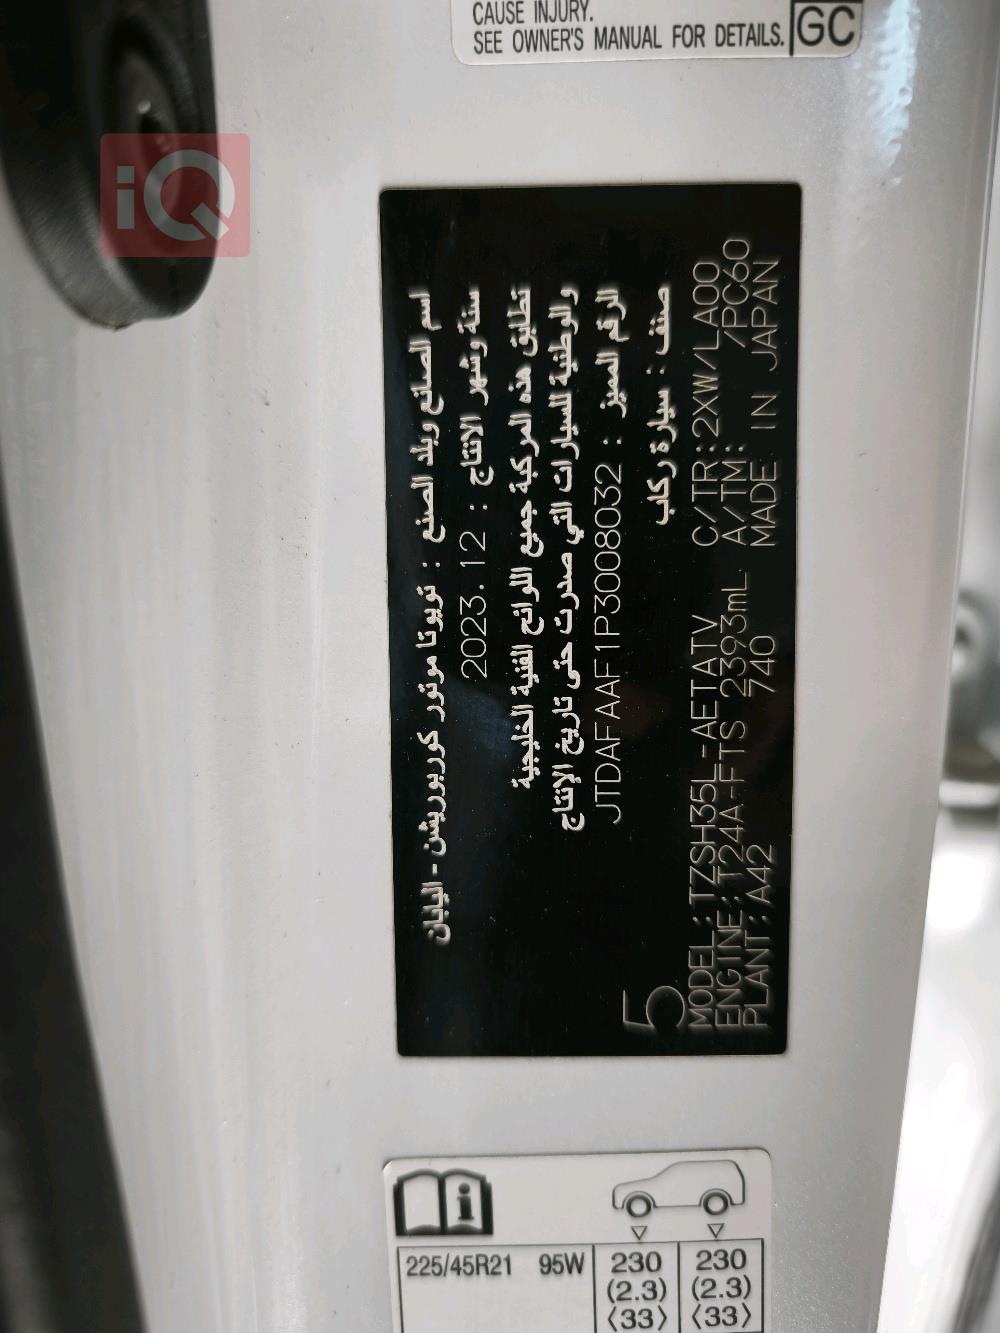 CAUSE INJURY.
SEE OWNER'S MANUAL FOR DETAILS.
GC
iQ
اسم الصانع وبلد الصنع : تويوتا موتور كوربوريشن - اليابان
سنة وشهر الانتاج : 2023.12
تطابق هذه المركبة جميع اللوائح الفنية الخليجية
والوطنية للسيارات التي صدرت حتى تاريخ الإنتاج
الرقم المميز : JTDAFAAF1P3008032
صنف : سيارة ركاب
5
MODEL : TZSH35L-AETATV C/TR : 2XW/LA00
ENGINE : T24A-FTS 2393mL A/TM : /PC60
PLANT : A42 740 MADE IN JAPAN
225/45R21 95W 230 230
(2.3) (2.3)
〈33〉 〈33〉